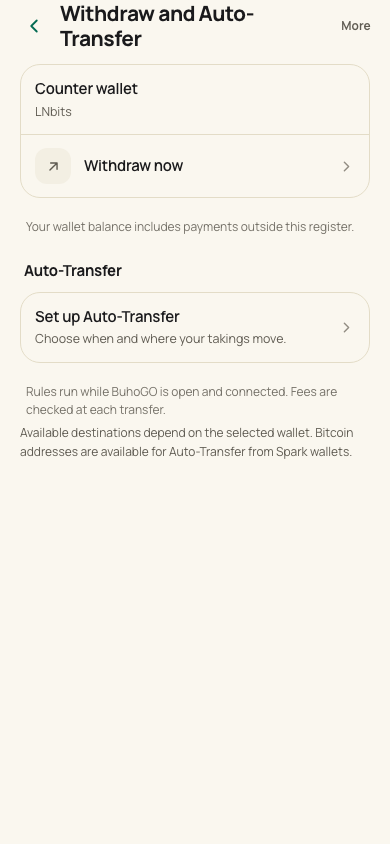 Withdraw and Auto-
Transfer
More
Counter wallet
LNbits
Withdraw now
Your wallet balance includes payments outside this register.
Auto-Transfer
Set up Auto-Transfer
Choose when and where your takings move.
Rules run while BuhoGO is open and connected. Fees are
checked at each transfer.
Available destinations depend on the selected wallet. Bitcoin
addresses are available for Auto-Transfer from Spark wallets.